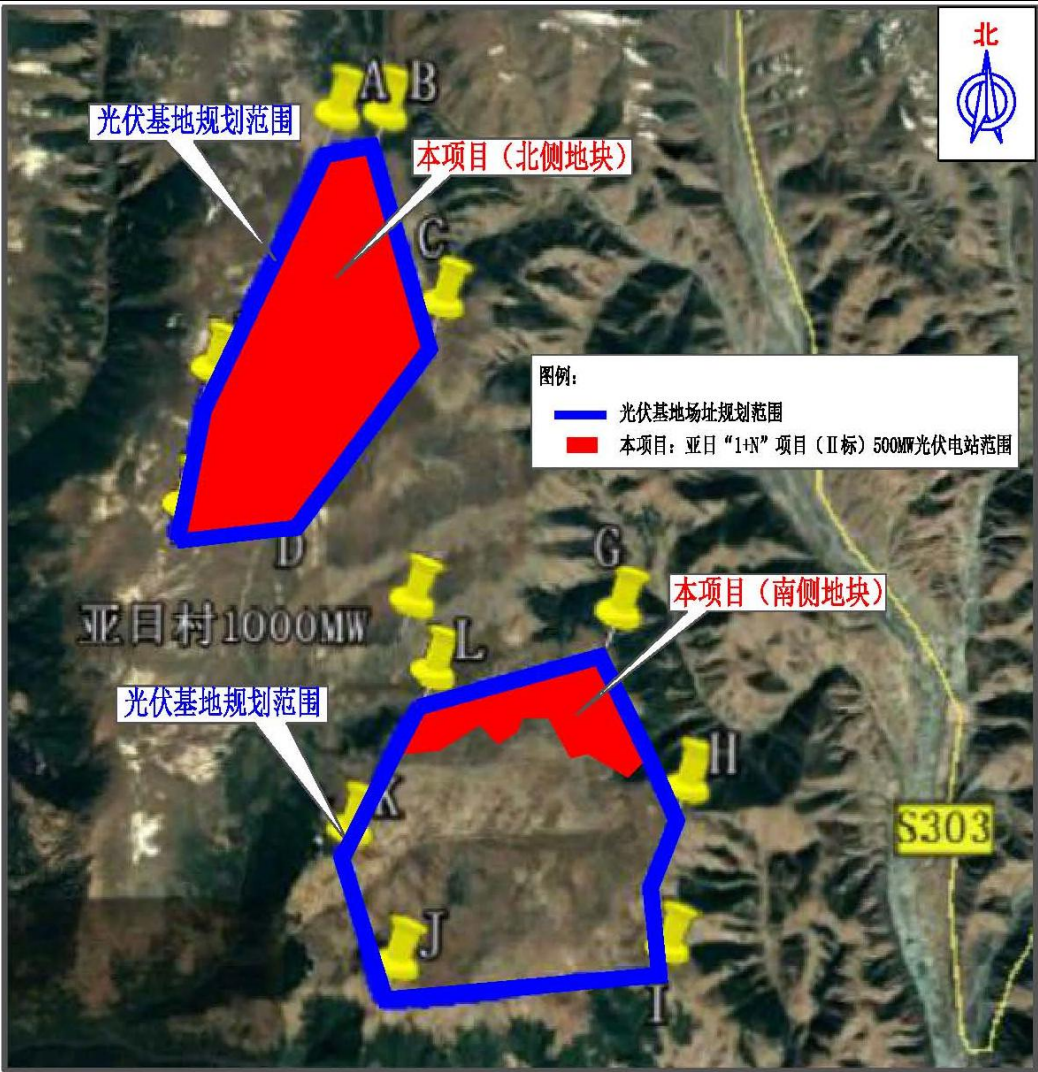 北
A
B
光伏基地规划范围
本项目（北侧地块）
C
图例：
光伏基地场址规划范围
本项目：亚日“1+N”项目（Ⅱ标）500MW光伏电站范围
D
G
本项目（南侧地块）
亚日村1000MW
L
光伏基地规划范围
H
K
S303
J
I